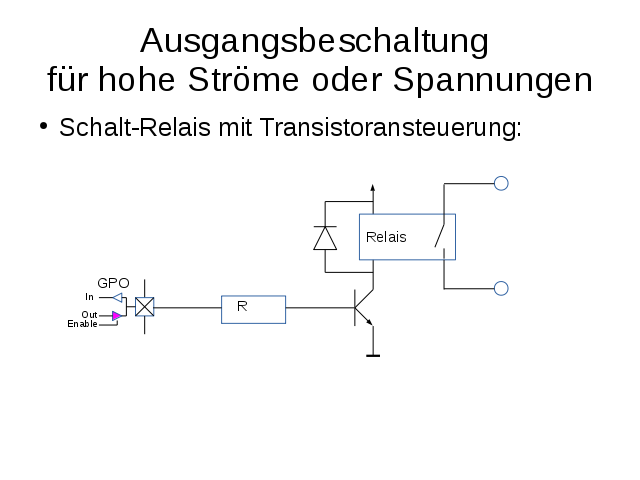 Ausgangsbeschaltung
für hohe Ströme oder Spannungen
• Schalt-Relais mit Transistoransteuerung:
Relais
GPO
In
R
Out
Enable